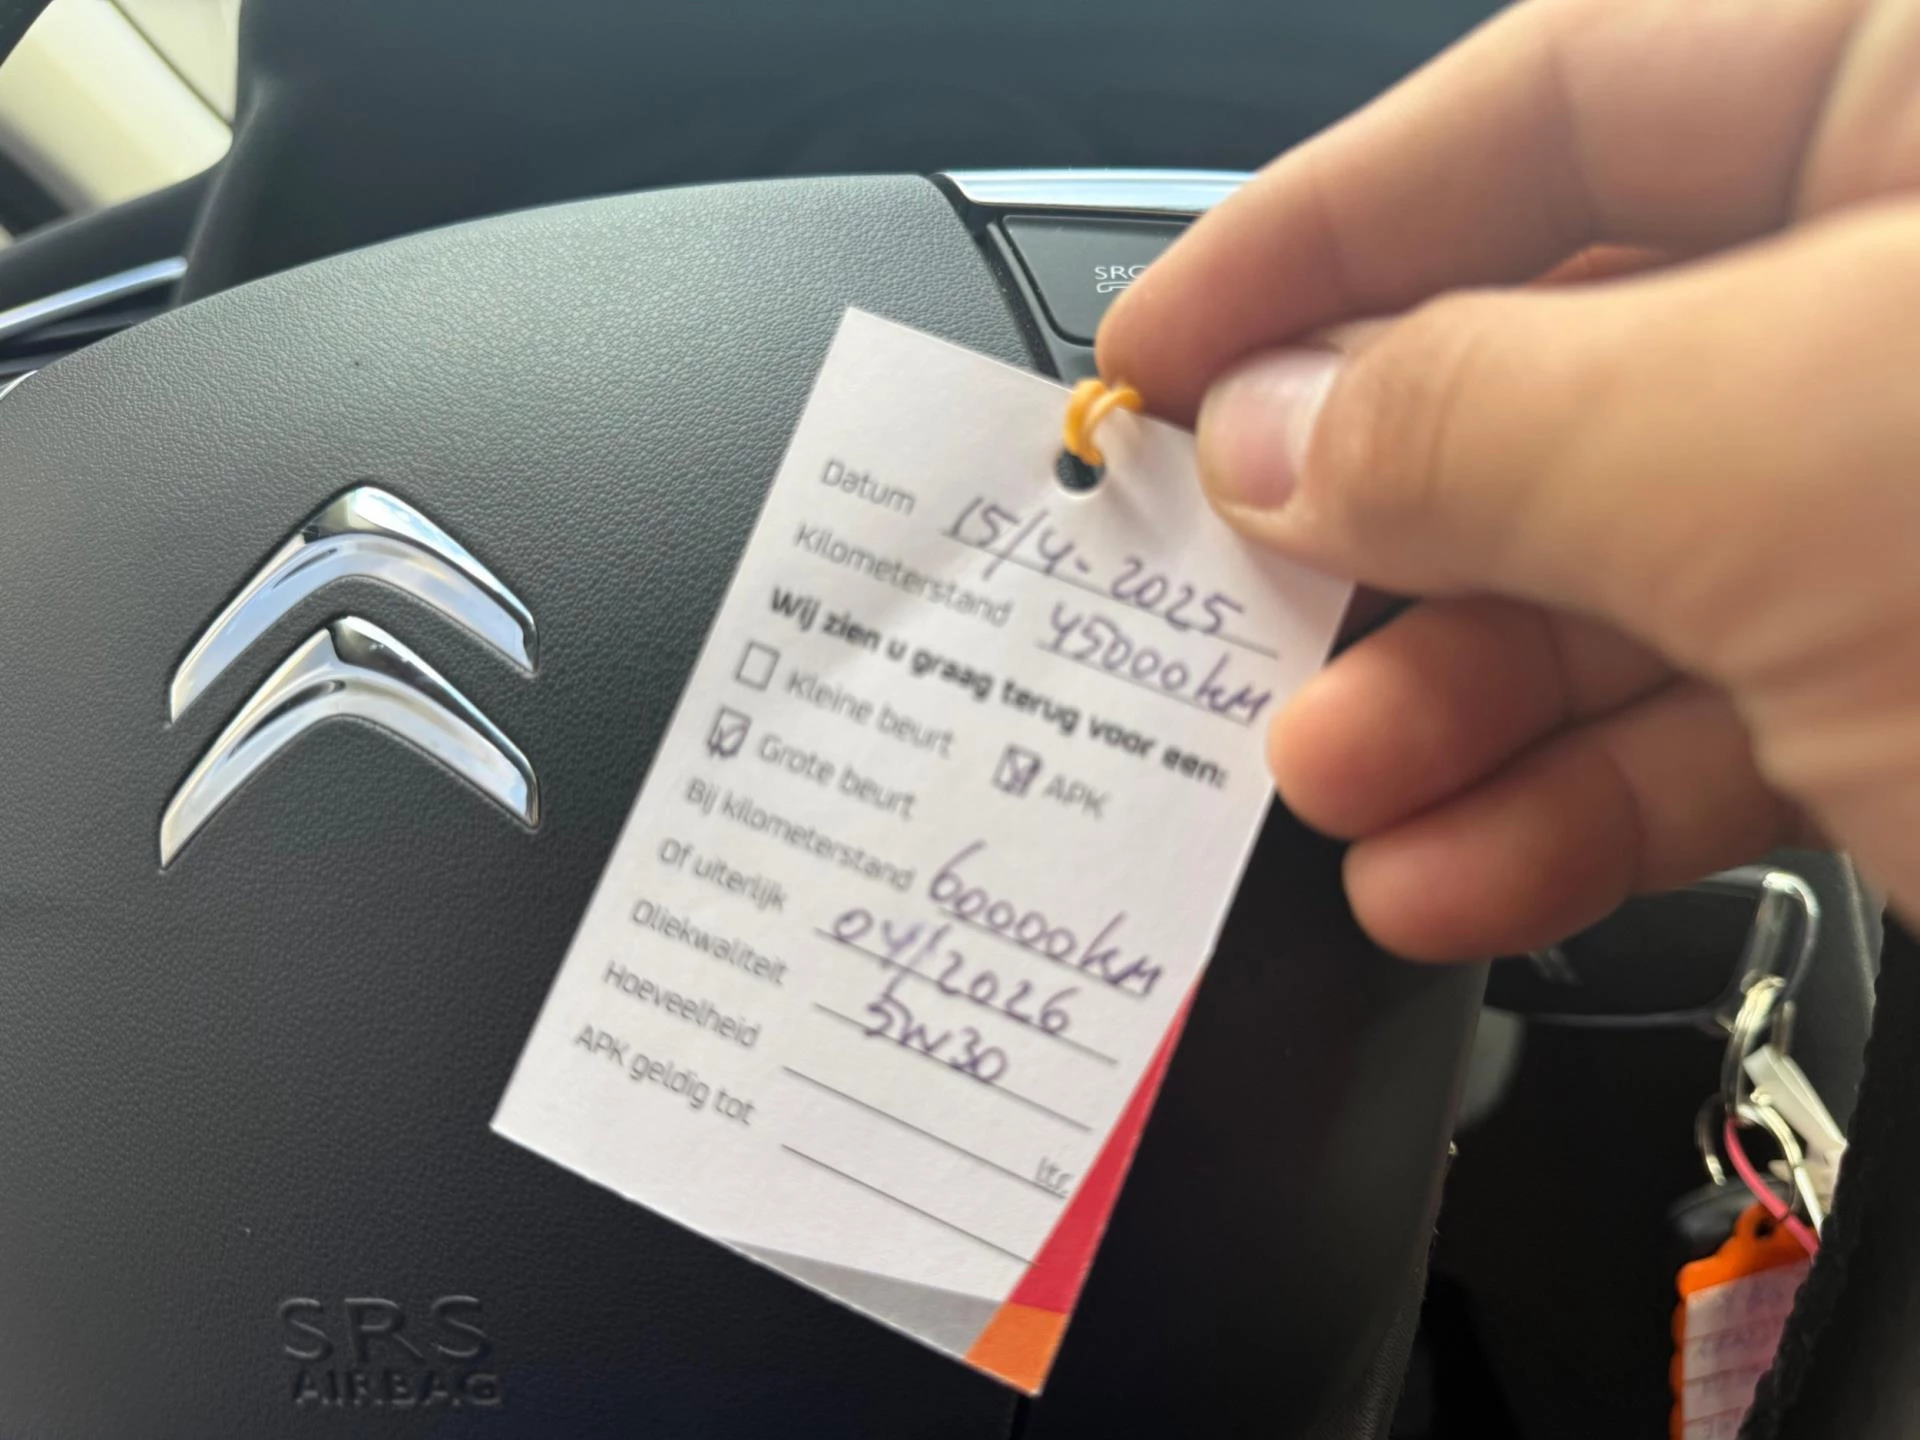 SRC
Datum 15/4-2025
Kilometerstand 45000km
Wij zien u graag terug voor een:
Kleine beurt
Grote beurt APK
Bij kilometerstand 60000km
Of uiterlijk 04/2026
Oliekwaliteit 5W30
Hoeveelheid ltr.
APK geldig tot
SRS
AIRBAG